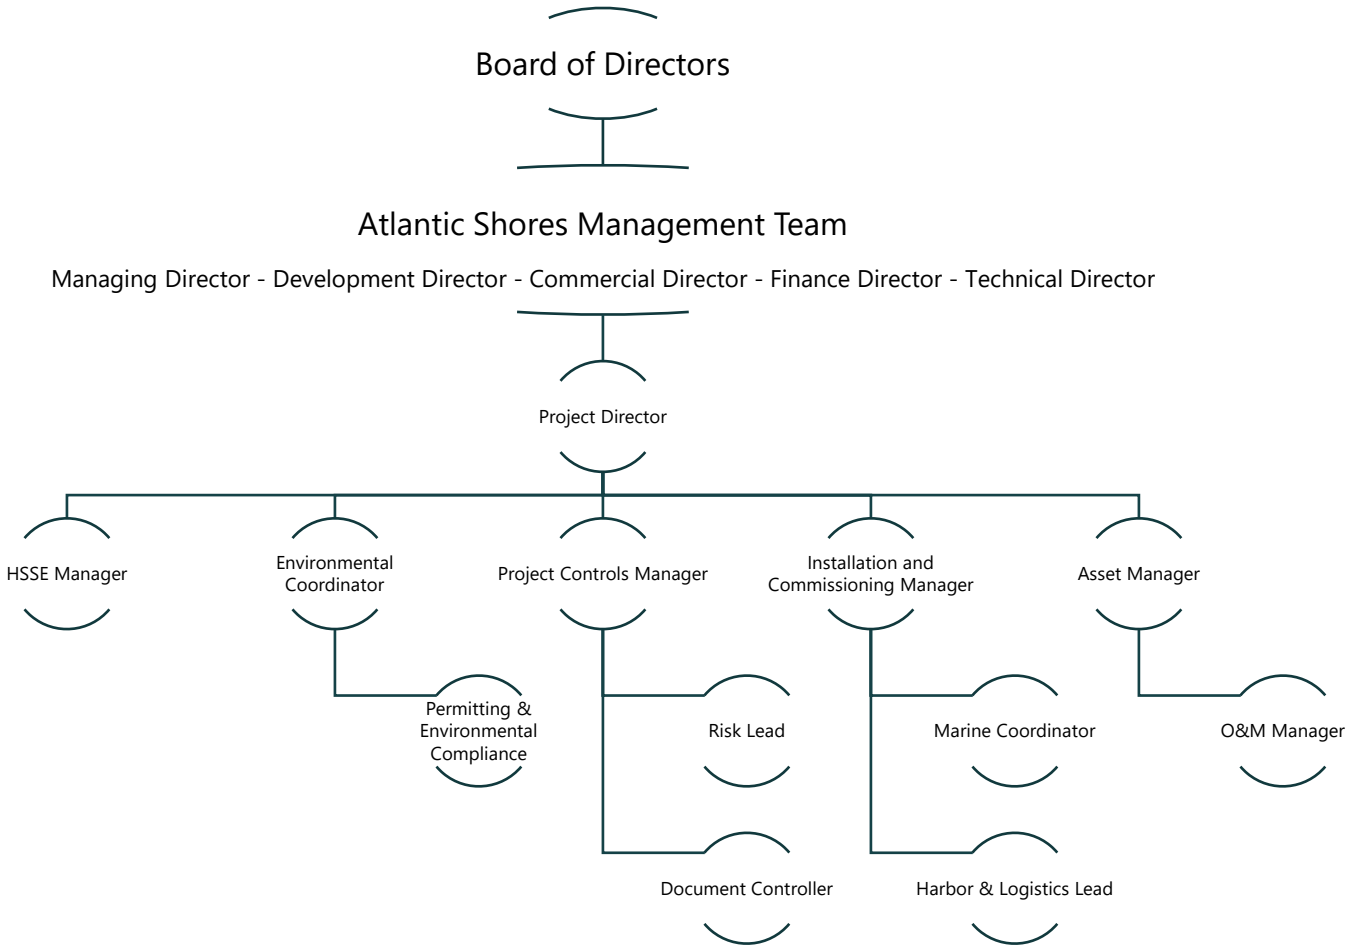 Board of Directors
Atlantic Shores Management Team
Managing Director - Development Director - Commercial Director - Finance Director - Technical Director
Project Director
HSSE Manager
Environmental
Coordinator
Project Controls Manager
Installation and
Commissioning Manager
Asset Manager
Permitting &
Environmental
Compliance
Risk Lead
Marine Coordinator
O&M Manager
Document Controller
Harbor & Logistics Lead